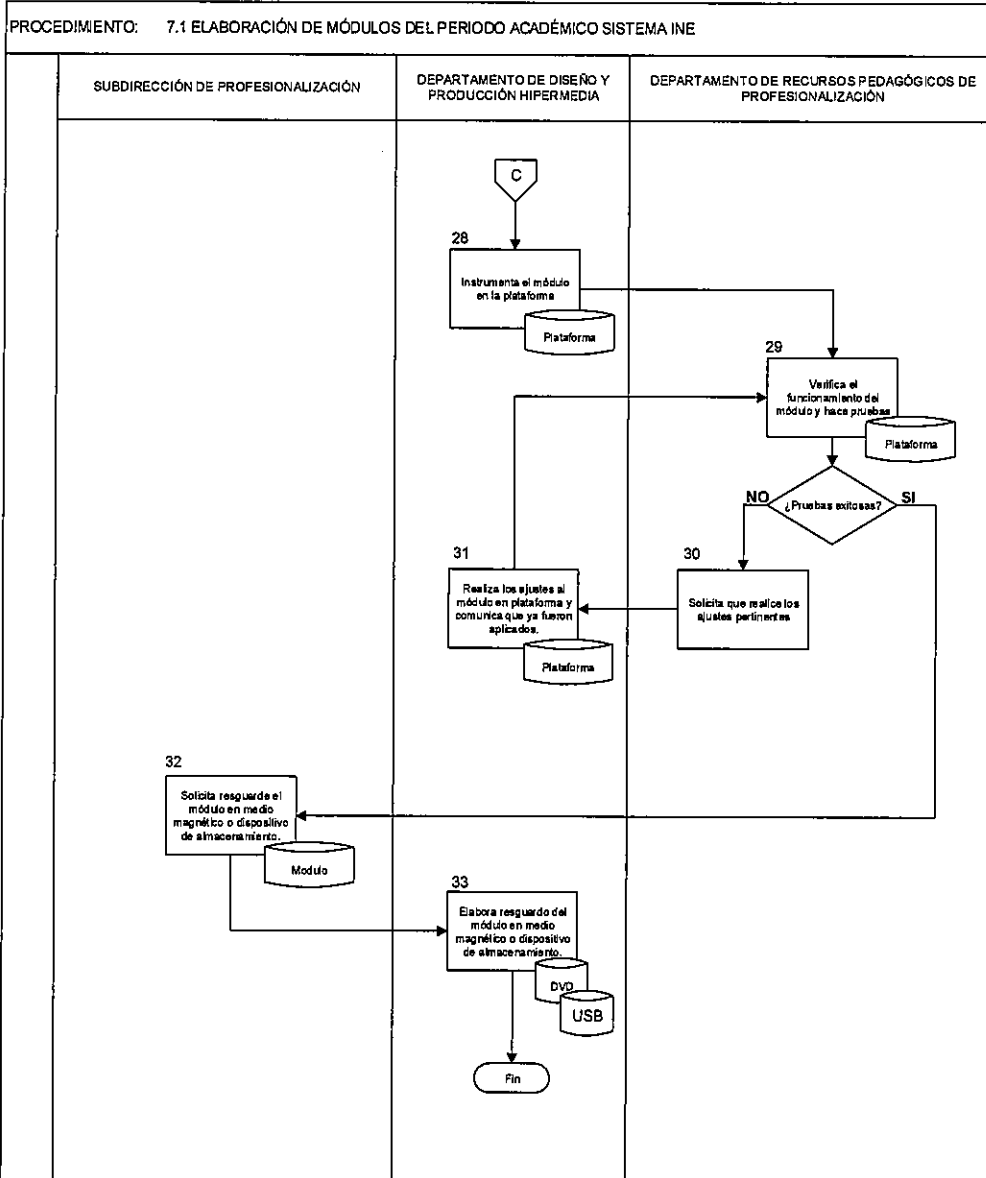 PROCEDIMIENTO: 7.1 ELABORACIÓN DE MÓDULOS DEL PERIODO ACADÉMICO SISTEMA INE
SUBDIRECCIÓN DE PROFESIONALIZACIÓN
DEPARTAMENTO DE DISEÑO Y
PRODUCCIÓN HIPERMEDIA
DEPARTAMENTO DE RECURSOS PEDAGÓGICOS DE
PROFESIONALIZACIÓN
C
28
Instrumenta el módulo
en la plataforma
Plataforma
29
Verifica el
funcionamiento del
módulo y hace pruebas
Plataforma
¿Pruebas exitosas?
NO
SI
30
Solicita que realice los
ajustes pertinentes
31
Realiza los ajustes al
módulo en plataforma y
comunica que ya fueron
aplicados.
Plataforma
32
Solicita resguarde el
módulo en medio
magnético o dispositivo
de almacenamiento.
Modulo
33
Elabora resguardo del
módulo en medio
magnético o dispositivo
de almacenamiento.
DVD
USB
Fin